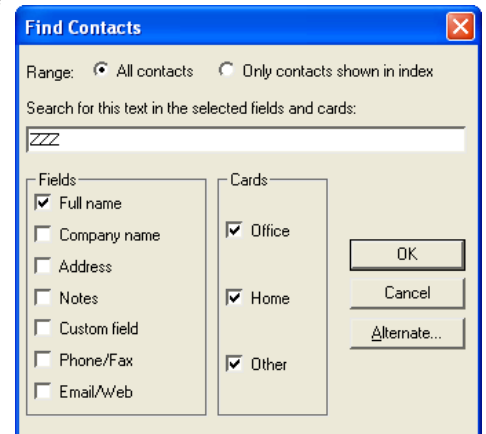 Find Contacts
Range: All contacts Only contacts shown in index
Search for this text in the selected fields and cards:
ZZZ
Fields
Full name
Company name
Address
Notes
Custom field
Phone/Fax
Email/Web
Cards
Office
Home
Other
OK
Cancel
Alternate...